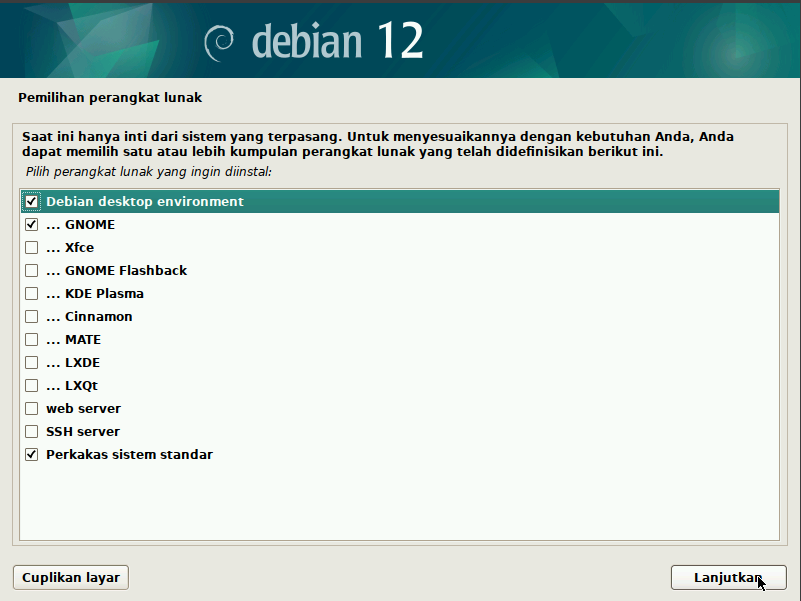 debian 12
Pemilihan perangkat lunak
Saat ini hanya inti dari sistem yang terpasang. Untuk menyesuaikannya dengan kebutuhan Anda, Anda
dapat memilih satu atau lebih kumpulan perangkat lunak yang telah didefinisikan berikut ini.
Pilih perangkat lunak yang ingin diinstal:
Debian desktop environment
... GNOME
... Xfce
... GNOME Flashback
... KDE Plasma
... Cinnamon
... MATE
... LXDE
... LXQt
web server
SSH server
Perkakas sistem standar
Cuplikan layar
Lanjutkan